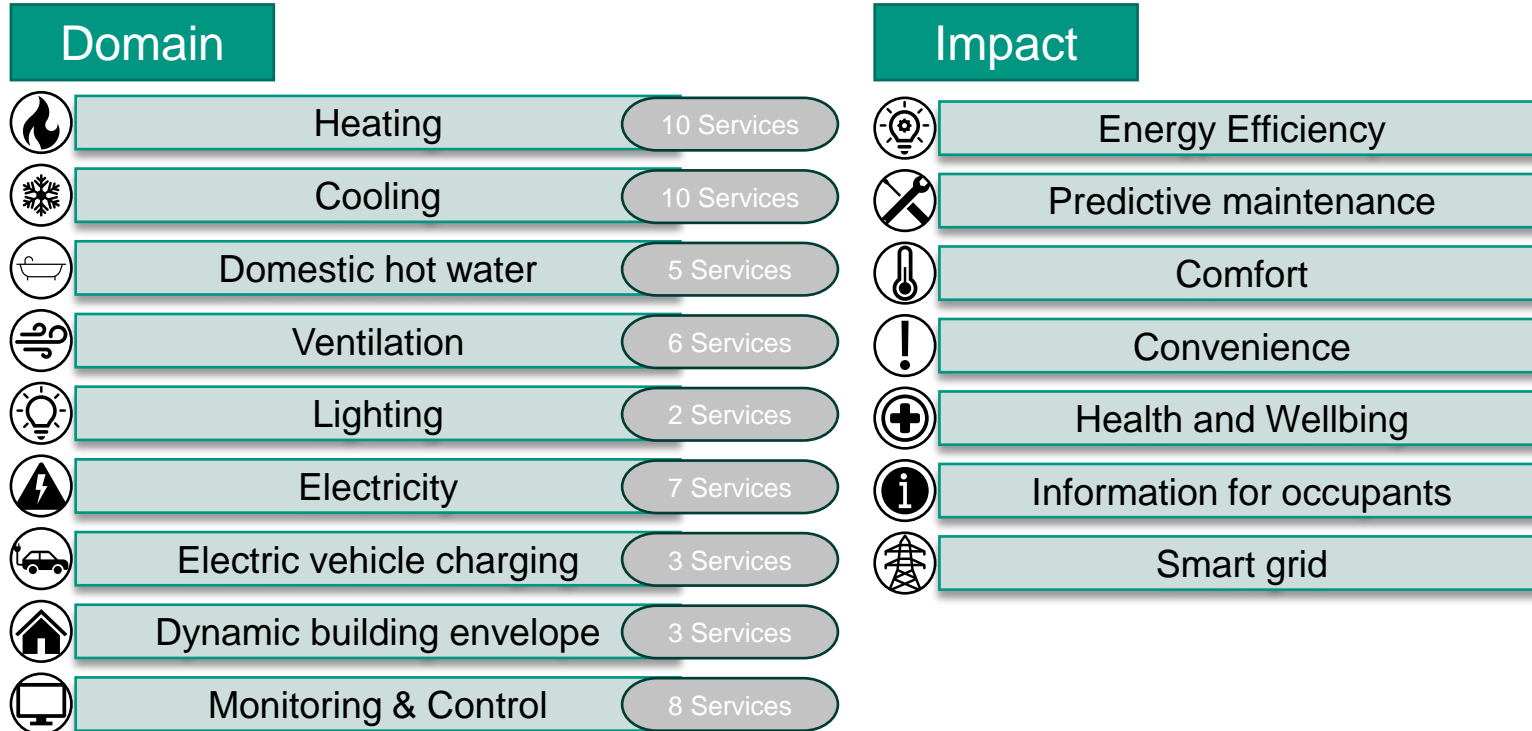 Domain
Heating
10 Services
Cooling
10 Services
Domestic hot water
5 Services
Ventilation
6 Services
Lighting
2 Services
Electricity
7 Services
Electric vehicle charging
3 Services
Dynamic building envelope
3 Services
Monitoring & Control
8 Services
Impact
Energy Efficiency
Predictive maintenance
Comfort
Convenience
Health and Wellbing
Information for occupants
Smart grid